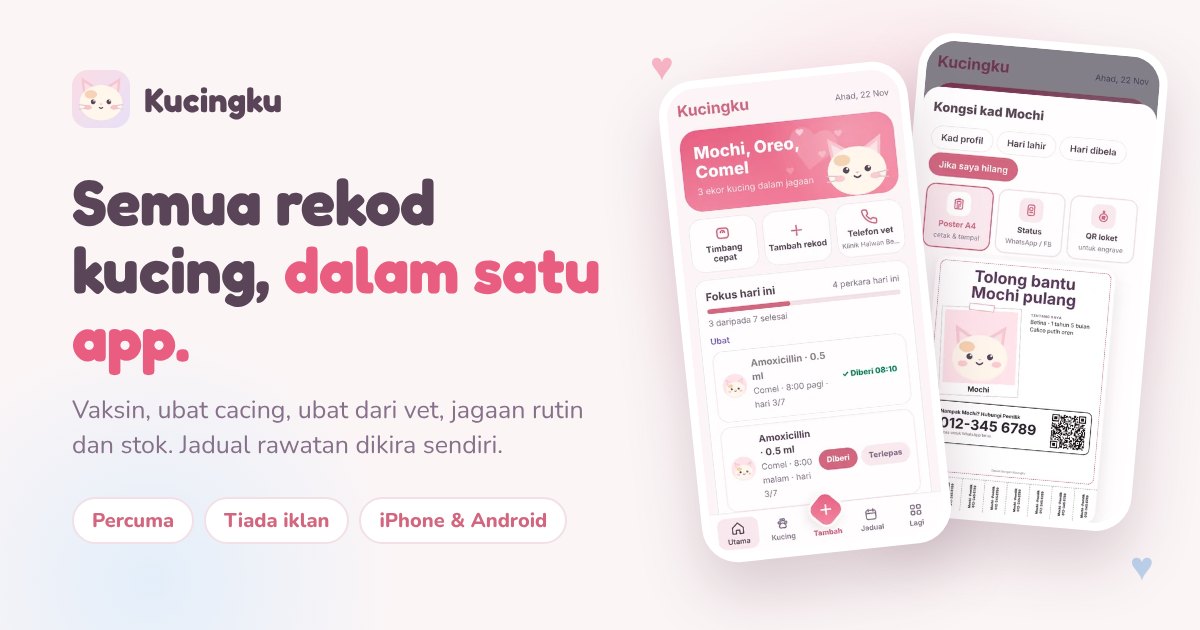 Kucingku
Semua rekod
kucing, dalam satu
app.
Vaksin, ubat cacing, ubat dari vet, jagaan rutin
dan stok. Jadual rawatan dikira sendiri.
Percuma
Tiada iklan
iPhone & Android
Kucingku
Ahad, 22 Nov
Mochi, Oreo,
Comel
3 ekor kucing dalam jagaan
Timbang
cepat
Tambah rekod
Telefon vet
Klinik Haiwan Be...
Fokus hari ini
4 perkara hari ini
3 daripada 7 selesai
Ubat
Amoxicillin · 0.5
ml
Comel · 8:00 pagi ·
hari 3/7
✓ Diberi 08:10
Amoxicillin
· 0.5 ml
Comel · 8:00
malam · hari
3/7
Diberi
Terlepas
Utama
Kucing
Tambah
Jadual
Lagi
Kucingku
Ahad, 22 Nov
Kongsi kad Mochi
Kad profil
Hari lahir
Hari dibela
Jika saya hilang
Poster A4
cetak & tampal
Status
WhatsApp / FB
QR loket
untuk engrave
Tolong bantu
Mochi pulang
TENTANG SAYA
Betina · 1 tahun 5 bulan
Calico putih oren
Mochi
Nampak Mochi? Hubungi Pemilik
012-345 6789